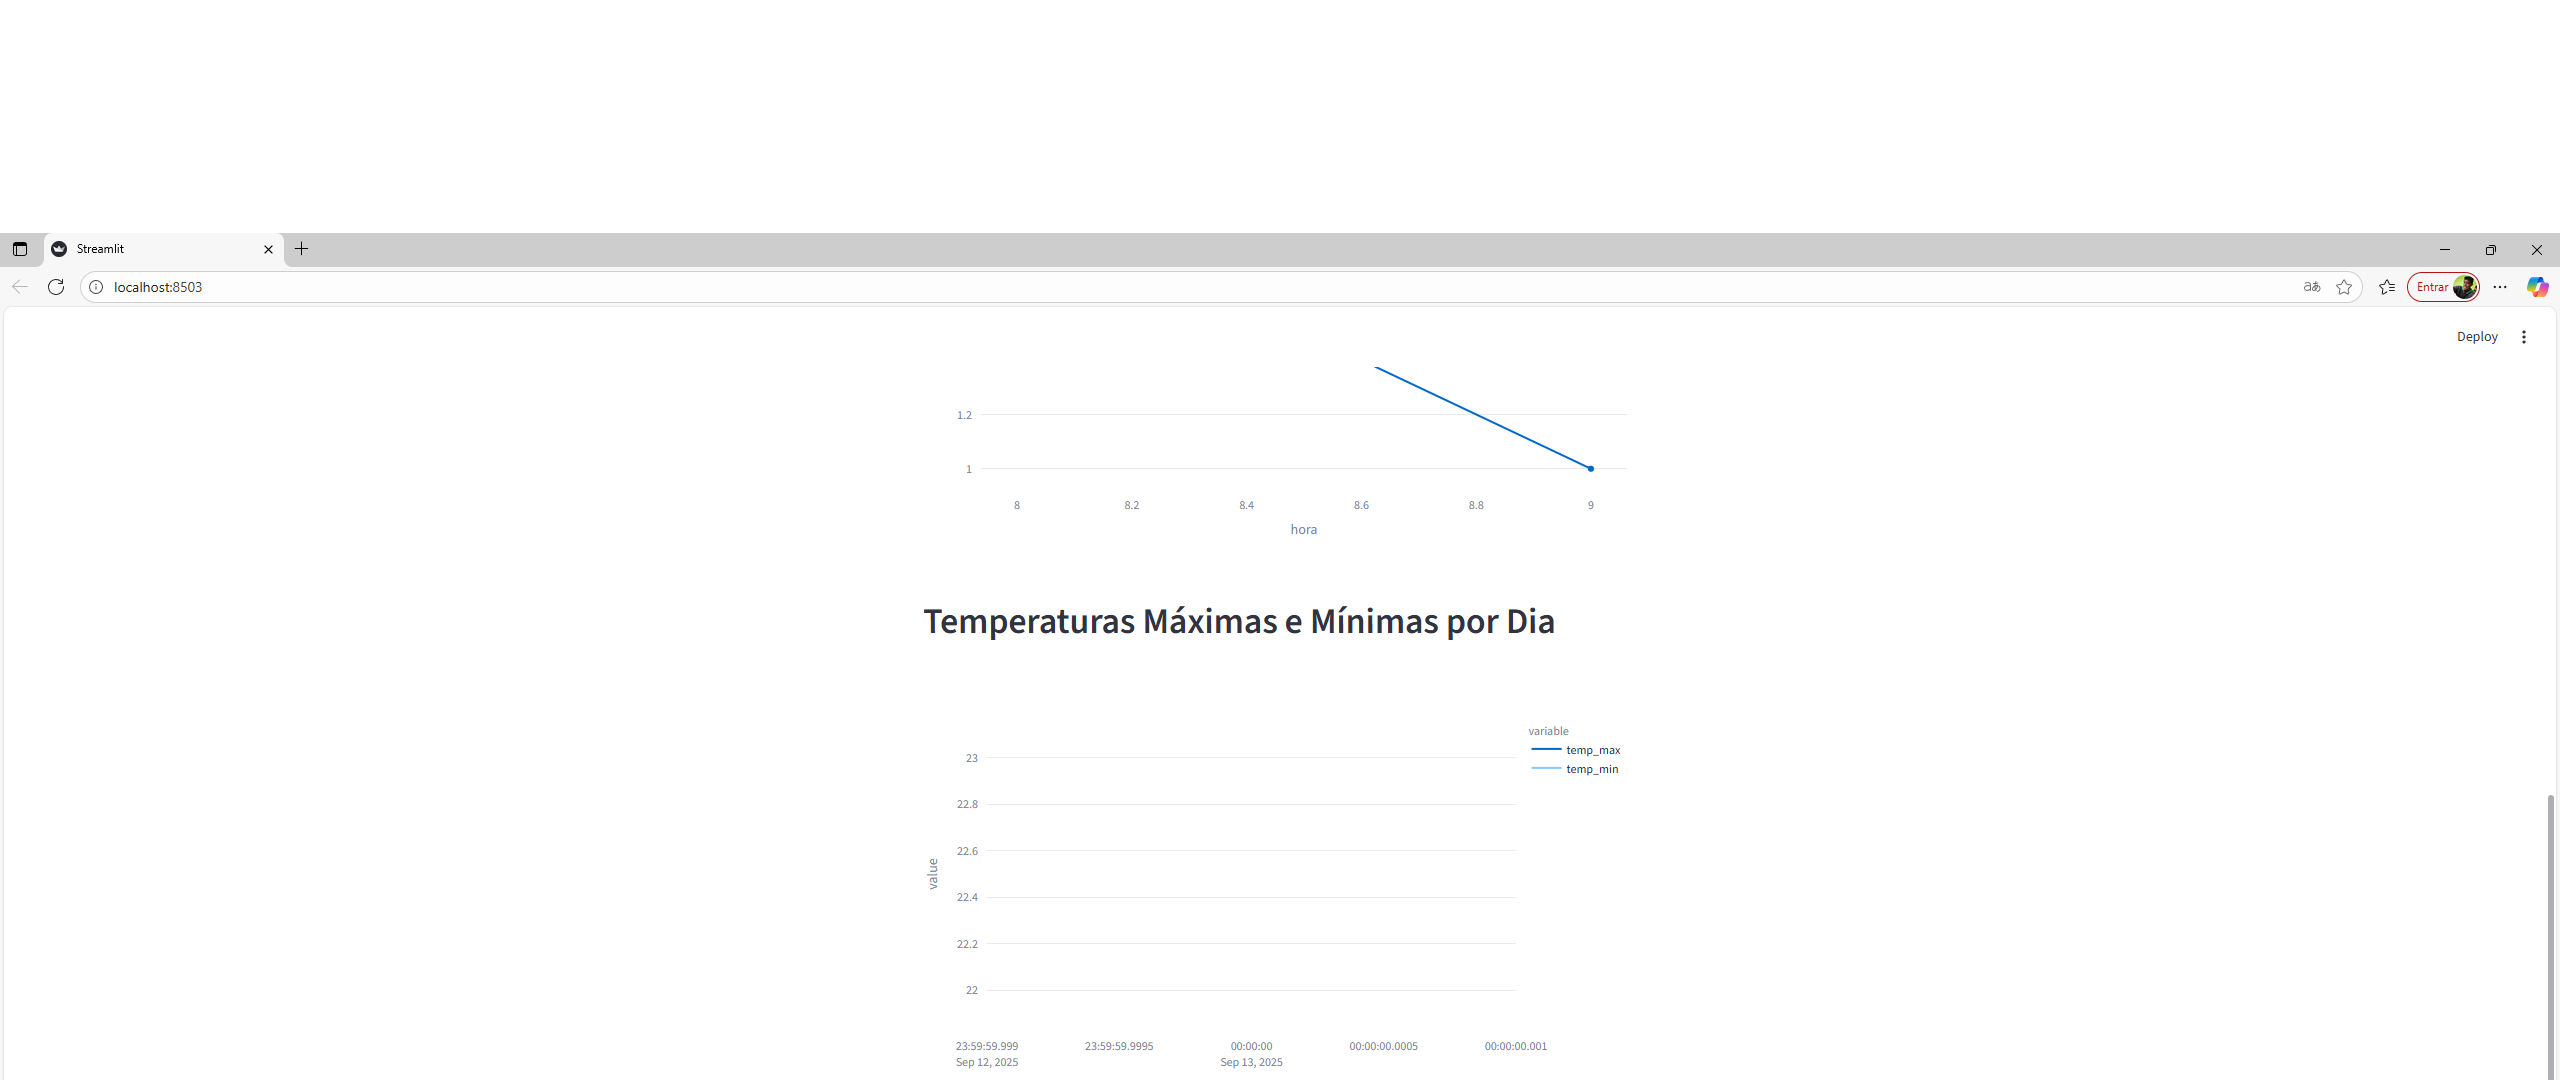 Streamlit
localhost:8503
aあ
Entrar
Deploy
1.2
1
8 8.2 8.4 8.6 8.8 9
hora
Temperaturas Máximas e Mínimas por Dia
variable
temp_max
temp_min
23
22.8
22.6
22.4
22.2
22
value
23:59:59.999 23:59:59.9995 00:00:00 00:00:00.0005 00:00:00.001
Sep 12, 2025 Sep 13, 2025